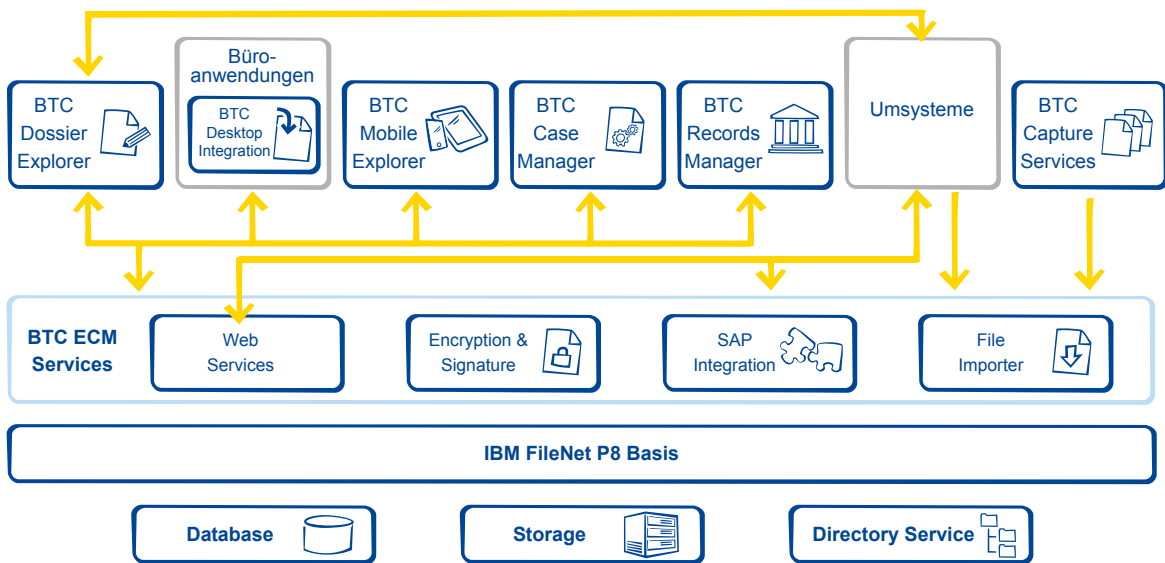 BTC
Dossier
Explorer
Büro-
anwendungen
BTC
Desktop
Integration
BTC
Mobile
Explorer
BTC
Case
Manager
BTC
Records
Manager
Umsysteme
BTC
Capture
Services
BTC ECM
Services
Web
Services
Encryption &
Signature
SAP
Integration
File
Importer
IBM FileNet P8 Basis
Database
Storage
Directory Service